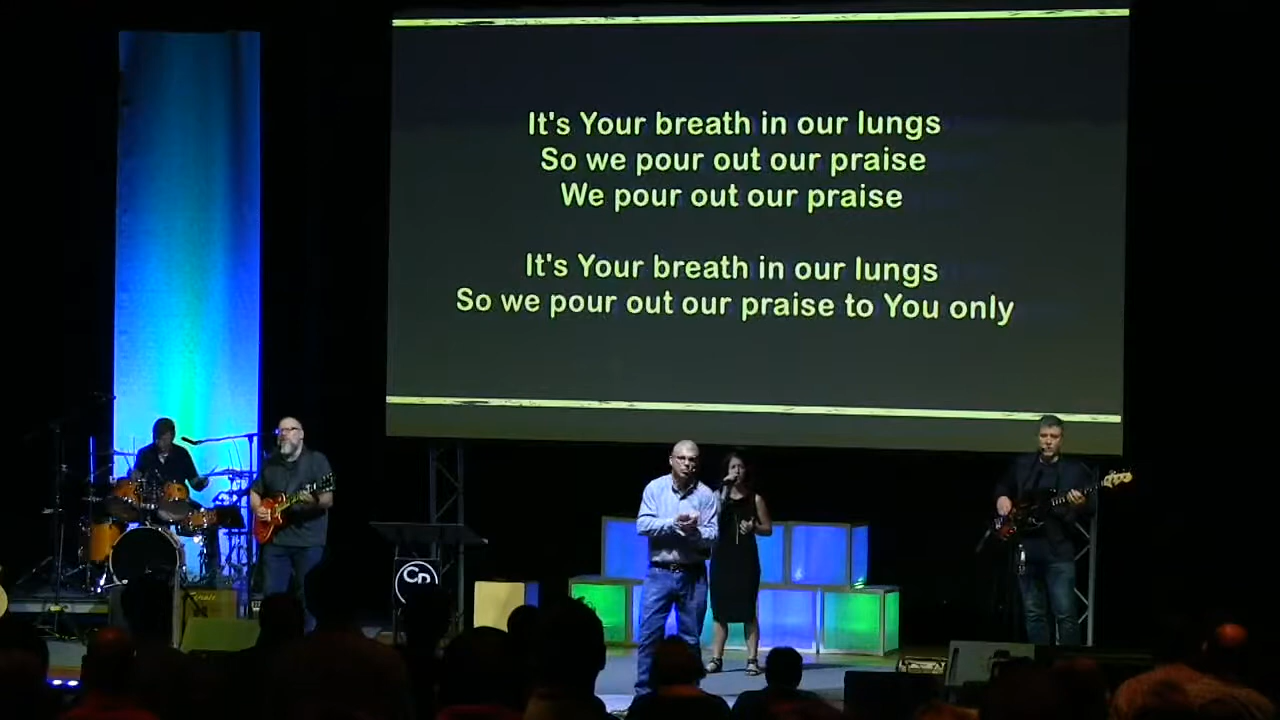 It's Your breath in our lungs
So we pour out our praise
We pour out our praise
It's Your breath in our lungs
So we pour out our praise to You only